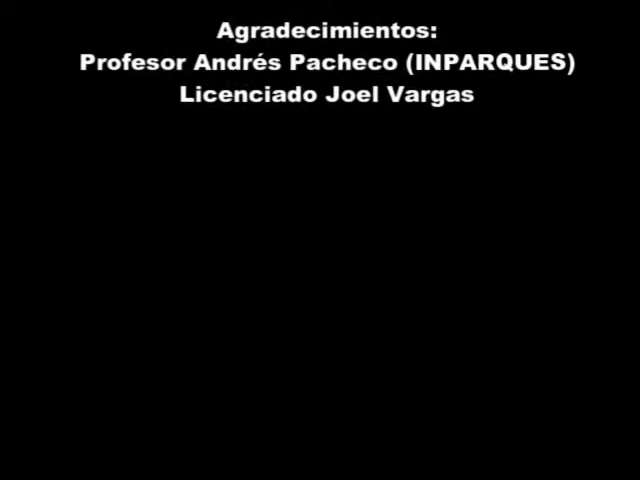 Agradecimientos:
Profesor Andrés Pacheco (INPARQUES)
Licenciado Joel Vargas